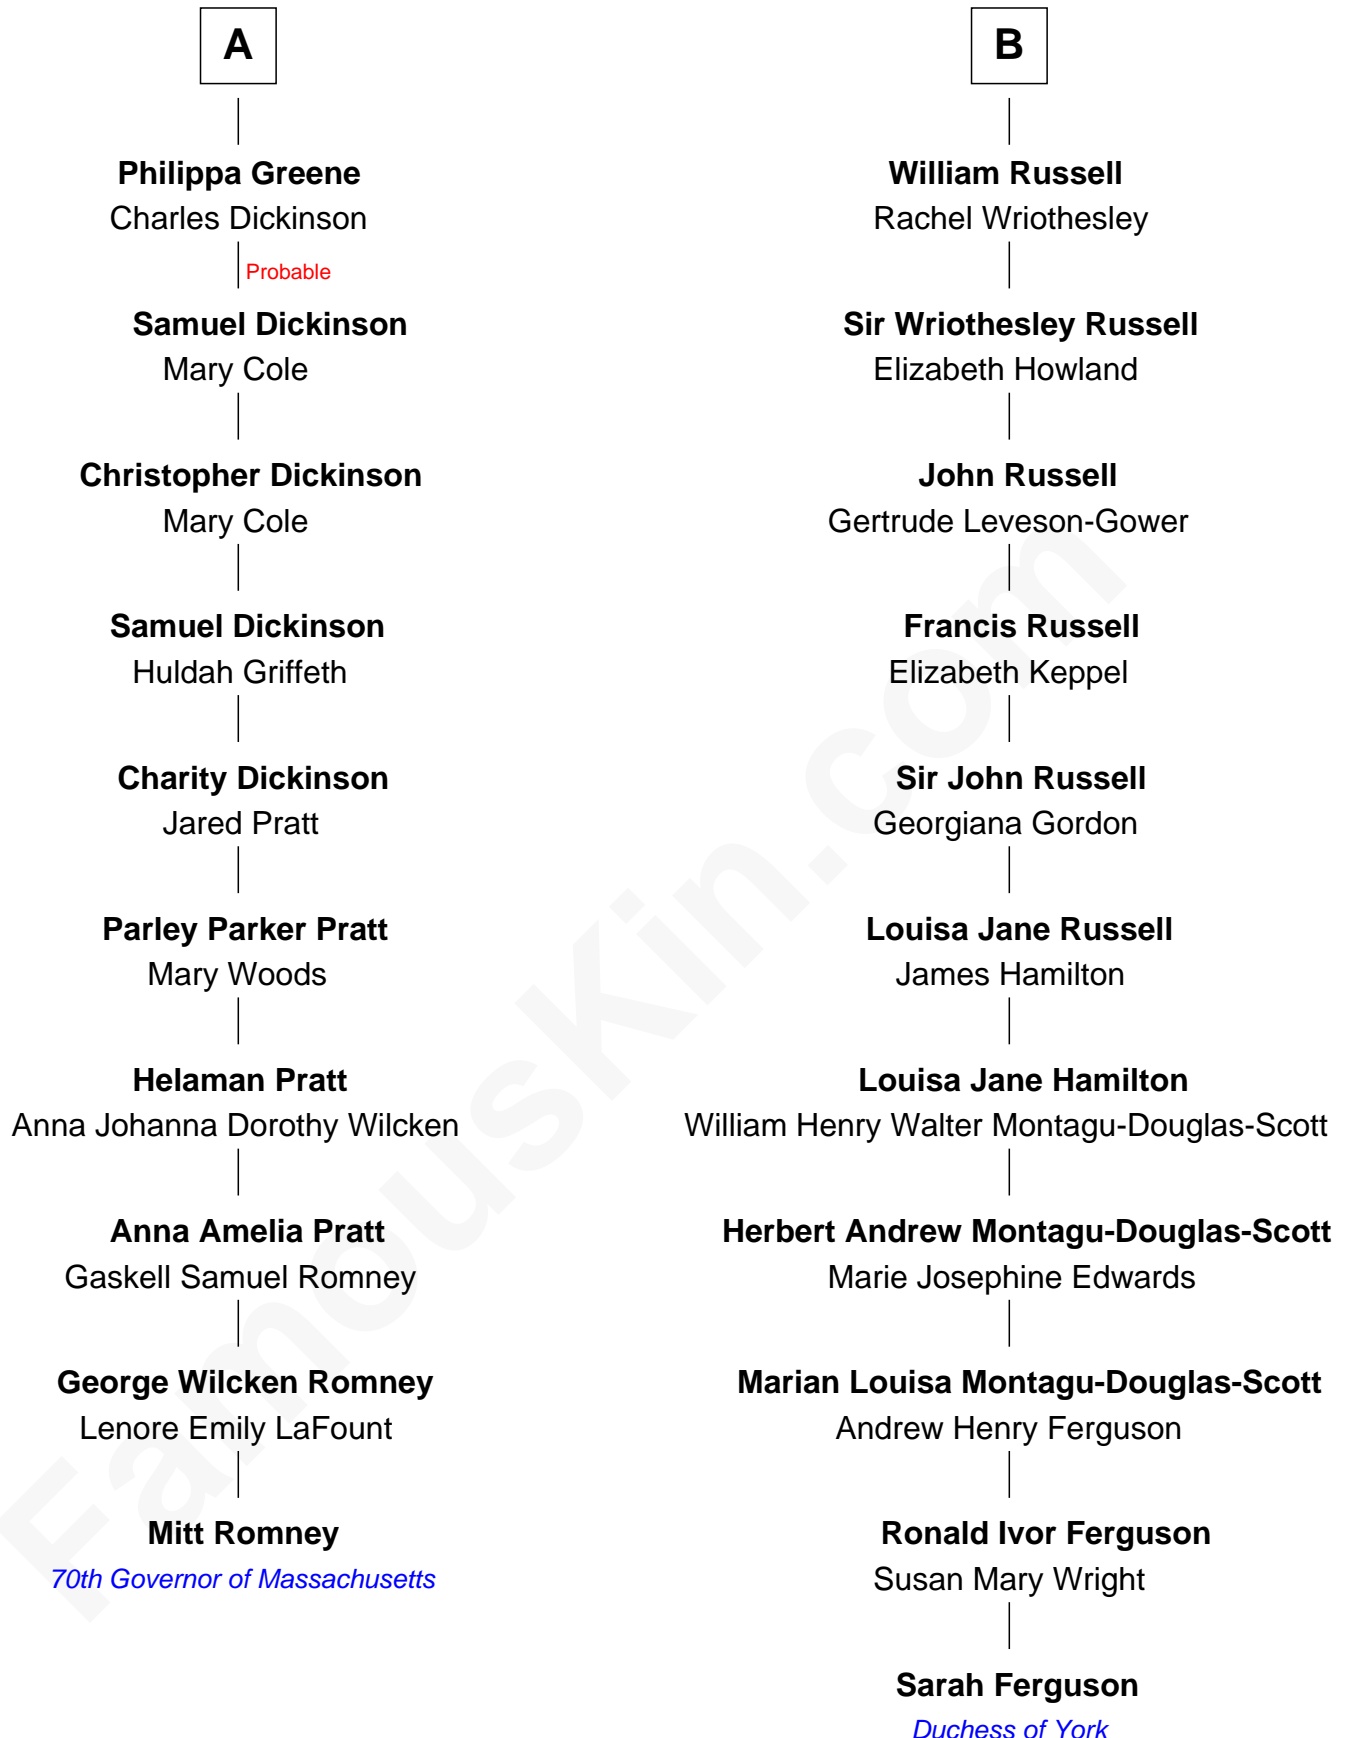 A
Philippa Greene
Charles Dickinson
Probable
Samuel Dickinson
Mary Cole
Christopher Dickinson
Mary Cole
Samuel Dickinson
Huldah Griffeth
Charity Dickinson
Jared Pratt
Parley Parker Pratt
Mary Woods
Helaman Pratt
Anna Johanna Dorothy Wilcken
Anna Amelia Pratt
Gaskell Samuel Romney
George Wilcken Romney
Lenore Emily LaFount
Mitt Romney
70th Governor of Massachusetts
B
William Russell
Rachel Wriothesley
Sir Wriothesley Russell
Elizabeth Howland
John Russell
Gertrude Leveson-Gower
Francis Russell
Elizabeth Keppel
Sir John Russell
Georgiana Gordon
Louisa Jane Russell
James Hamilton
Louisa Jane Hamilton
William Henry Walter Montagu-Douglas-Scott
Herbert Andrew Montagu-Douglas-Scott
Marie Josephine Edwards
Marian Louisa Montagu-Douglas-Scott
Andrew Henry Ferguson
Ronald Ivor Ferguson
Susan Mary Wright
Sarah Ferguson
Duchess of York
FamousKin.com